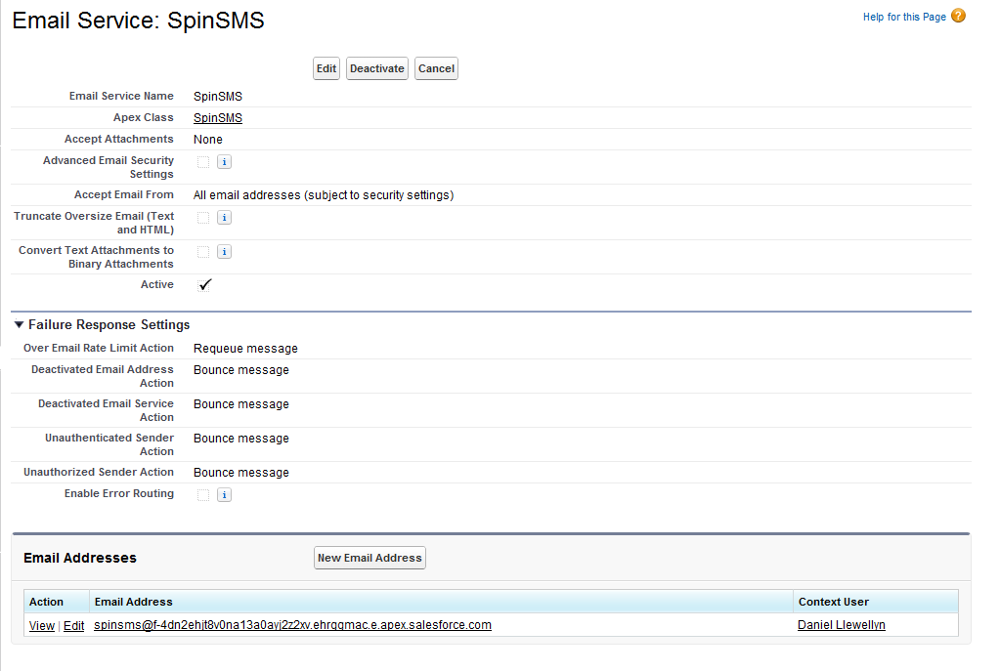 Email Service: SpinSMS
Help for this Page ?
Edit Deactivate Cancel
Email Service Name SpinSMS
Apex Class SpinSMS
Accept Attachments None
Advanced Email Security
Settings i
Accept Email From All email addresses (subject to security settings)
Truncate Oversize Email (Text
and HTML) i
Convert Text Attachments to
Binary Attachments i
Active
Failure Response Settings
Over Email Rate Limit Action Requeue message
Deactivated Email Address
Action Bounce message
Deactivated Email Service
Action Bounce message
Unauthenticated Sender
Action Bounce message
Unauthorized Sender Action Bounce message
Enable Error Routing i
Email Addresses New Email Address
Action Email Address Context User
View | Edit spinsms@f-4dn2ehjt8v0na13a0ayj2z2xv.ehrqqmac.e.apex.salesforce.com Daniel Llewellyn